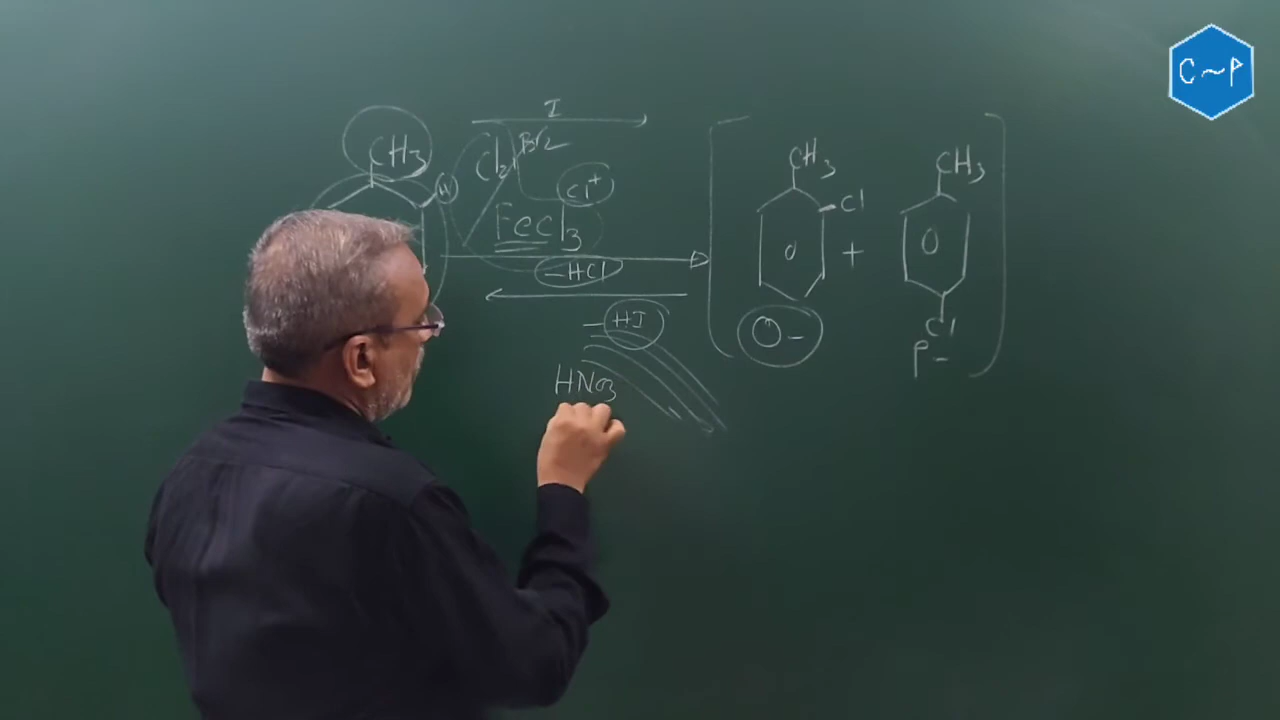 C~P
I
CH3
H
Cl2
Br2
Cl+
FeCl3
-HCl
-HI
HNO3
CH3
Cl
+
O-
CH3
Cl
P-